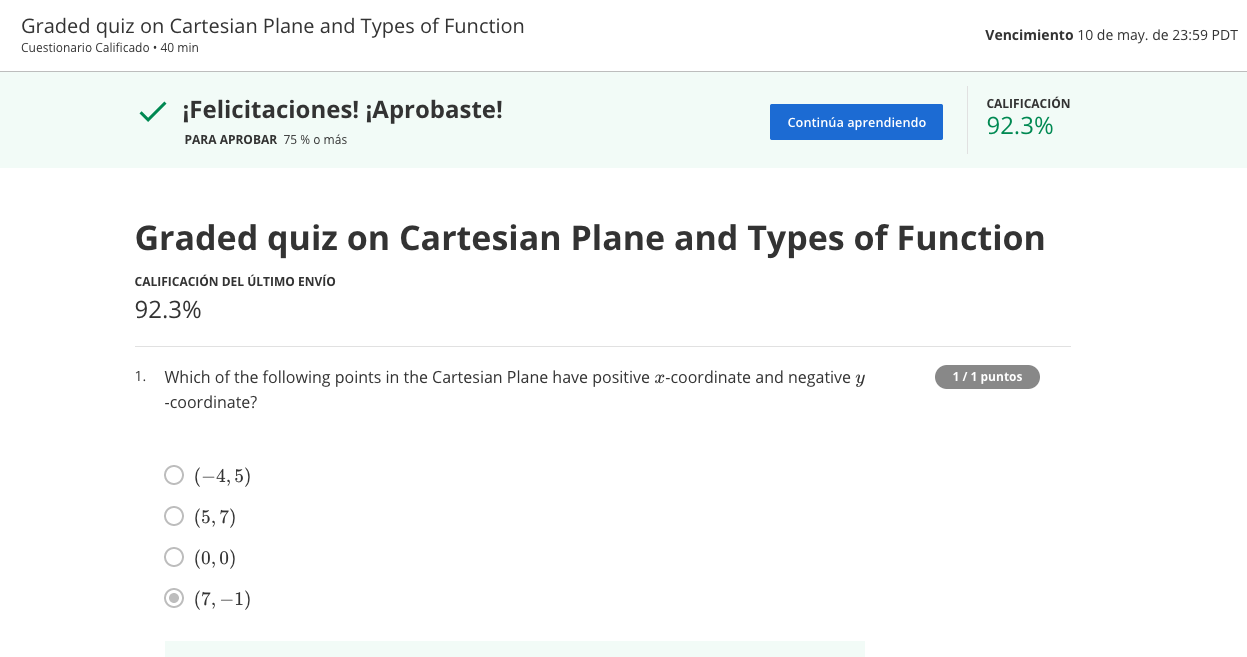 Graded quiz on Cartesian Plane and Types of Function
Cuestionario Calificado • 40 min
Vencimiento 10 de may. de 23:59 PDT
¡Felicitaciones! ¡Aprobaste!
PARA APROBAR 75 % o más
Continúa aprendiendo
CALIFICACIÓN
92.3%
Graded quiz on Cartesian Plane and Types of Function
CALIFICACIÓN DEL ÚLTIMO ENVÍO
92.3%
1. Which of the following points in the Cartesian Plane have positive x-coordinate and negative y
-coordinate?
1 / 1 puntos
(−4, 5)
(5, 7)
(0, 0)
(7, −1)